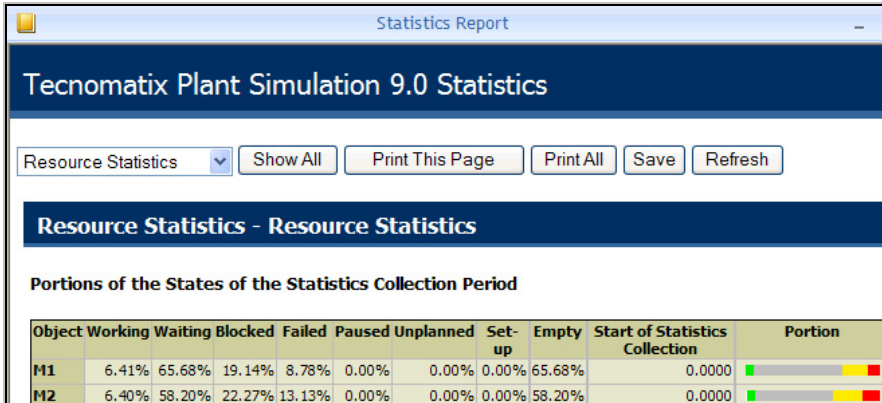 Statistics Report
Tecnomatix Plant Simulation 9.0 Statistics
Resource Statistics Show All Print This Page Print All Save Refresh
Resource Statistics - Resource Statistics
Portions of the States of the Statistics Collection Period
Object Working Waiting Blocked Failed Paused Unplanned Set-up Empty Start of Statistics Collection Portion
M1 6.41% 65.68% 19.14% 8.78% 0.00% 0.00% 0.00% 65.68% 0.0000
M2 6.40% 58.20% 22.27% 13.13% 0.00% 0.00% 0.00% 58.20% 0.0000